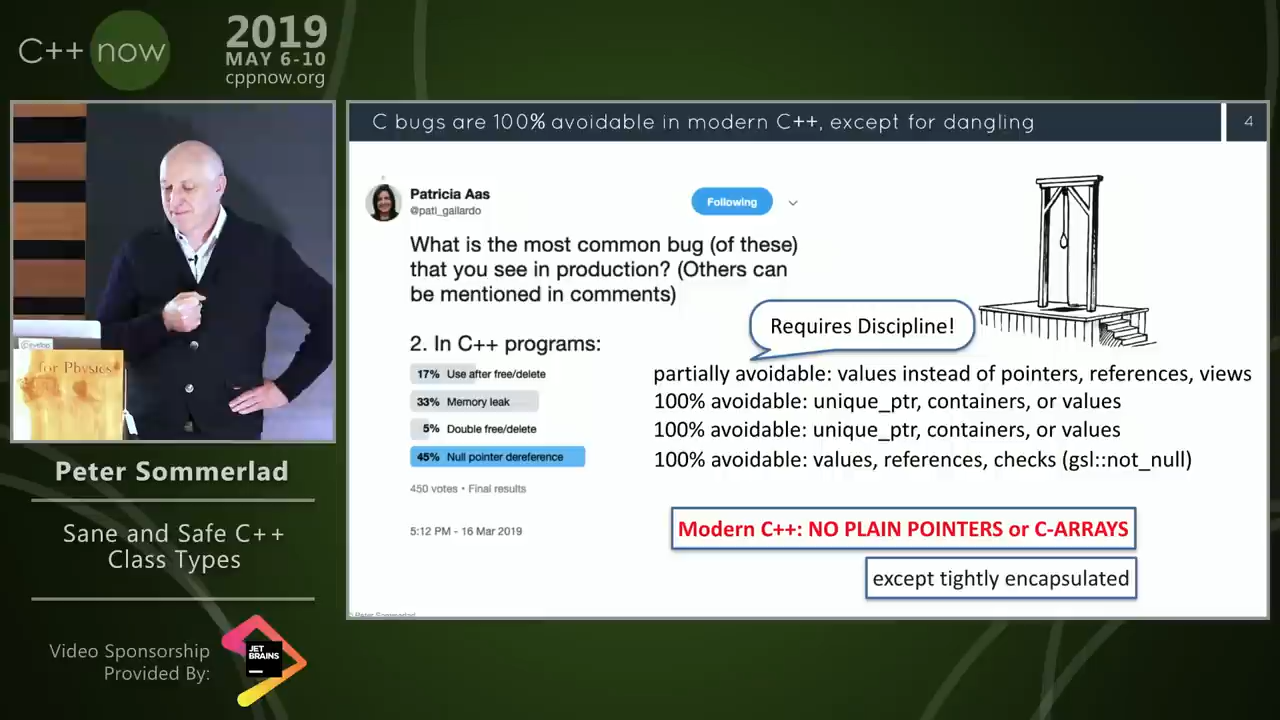 C++ now
2019
MAY 6-10
cppnow.org
for Physics
Peter Sommerlad
Sane and Safe C++
Class Types
Video Sponsorship
Provided By:
JET
BRAINS
C bugs are 100% avoidable in modern C++, except for dangling
4
Patricia Aas
@pati_gallardo
Following
What is the most common bug (of these)
that you see in production? (Others can
be mentioned in comments)
Requires Discipline!
2. In C++ programs:
17% Use after free/delete
partially avoidable: values instead of pointers, references, views
33% Memory leak
100% avoidable: unique_ptr, containers, or values
5% Double free/delete
100% avoidable: unique_ptr, containers, or values
45% Null pointer dereference
100% avoidable: values, references, checks (gsl::not_null)
450 votes • Final results
5:12 PM - 16 Mar 2019
Modern C++: NO PLAIN POINTERS or C-ARRAYS
except tightly encapsulated
© Peter Sommerlad